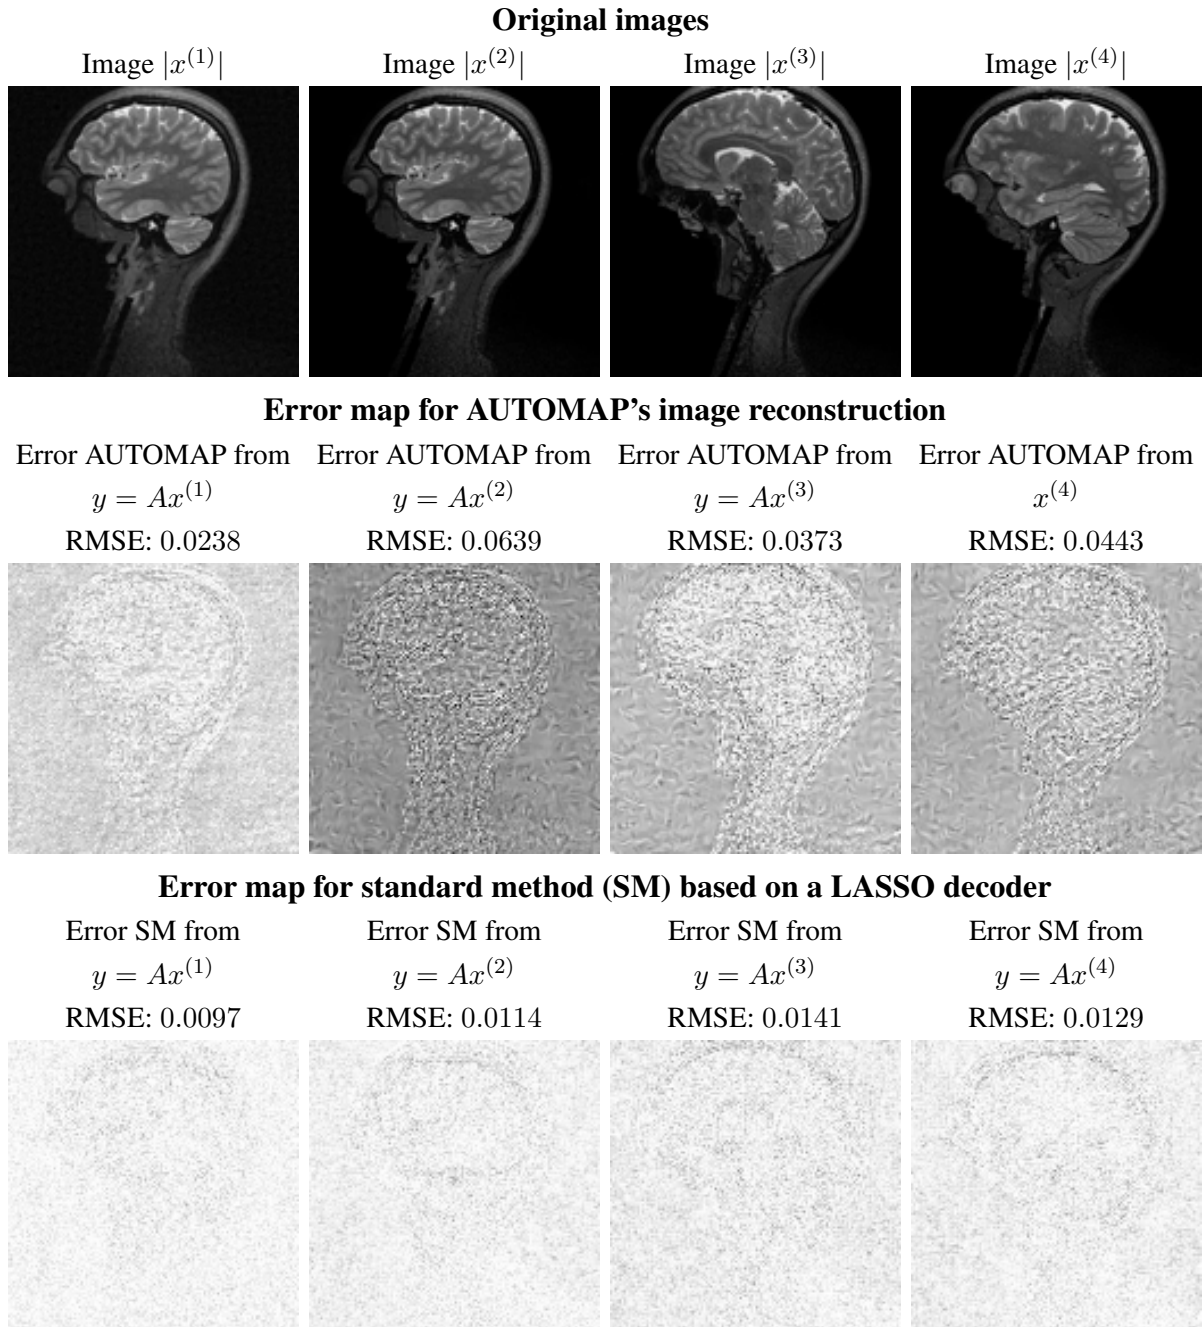 Original images
Image |x^{(1)}| Image |x^{(2)}| Image |x^{(3)}| Image |x^{(4)}|
Error map for AUTOMAP's image reconstruction
Error AUTOMAP from Error AUTOMAP from Error AUTOMAP from Error AUTOMAP from
y = Ax^{(1)} y = Ax^{(2)} y = Ax^{(3)} x^{(4)}
RMSE: 0.0238 RMSE: 0.0639 RMSE: 0.0373 RMSE: 0.0443
Error map for standard method (SM) based on a LASSO decoder
Error SM from Error SM from Error SM from Error SM from
y = Ax^{(1)} y = Ax^{(2)} y = Ax^{(3)} y = Ax^{(4)}
RMSE: 0.0097 RMSE: 0.0114 RMSE: 0.0141 RMSE: 0.0129